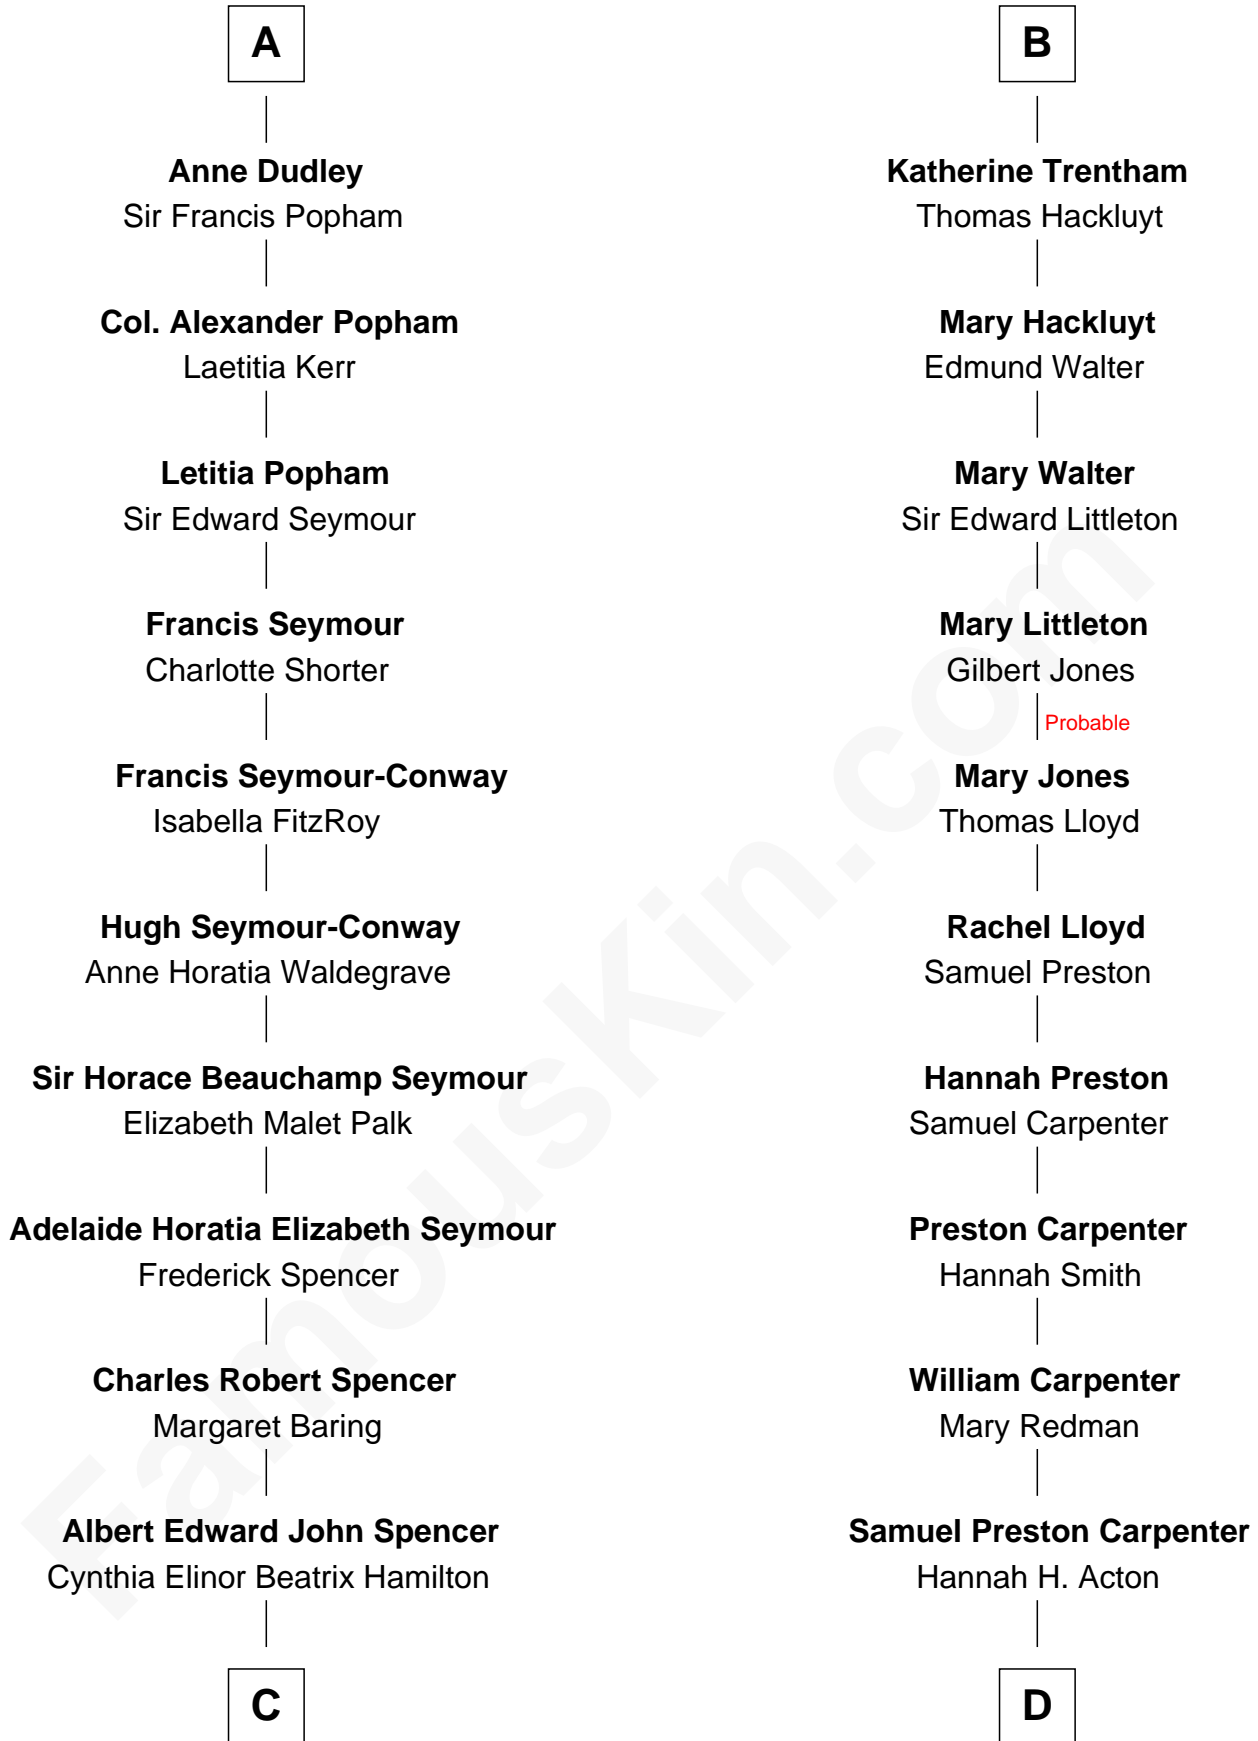 A
Anne Dudley
Sir Francis Popham
Col. Alexander Popham
Laetitia Kerr
Letitia Popham
Sir Edward Seymour
Francis Seymour
Charlotte Shorter
Francis Seymour-Conway
Isabella FitzRoy
Hugh Seymour-Conway
Anne Horatia Waldegrave
Sir Horace Beauchamp Seymour
Elizabeth Malet Palk
Adelaide Horatia Elizabeth Seymour
Frederick Spencer
Charles Robert Spencer
Margaret Baring
Albert Edward John Spencer
Cynthia Elinor Beatrix Hamilton
C
B
Katherine Trentham
Thomas Hackluyt
Mary Hackluyt
Edmund Walter
Mary Walter
Sir Edward Littleton
Mary Littleton
Gilbert Jones
Probable
Mary Jones
Thomas Lloyd
Rachel Lloyd
Samuel Preston
Hannah Preston
Samuel Carpenter
Preston Carpenter
Hannah Smith
William Carpenter
Mary Redman
Samuel Preston Carpenter
Hannah H. Acton
D
FamousKin.com